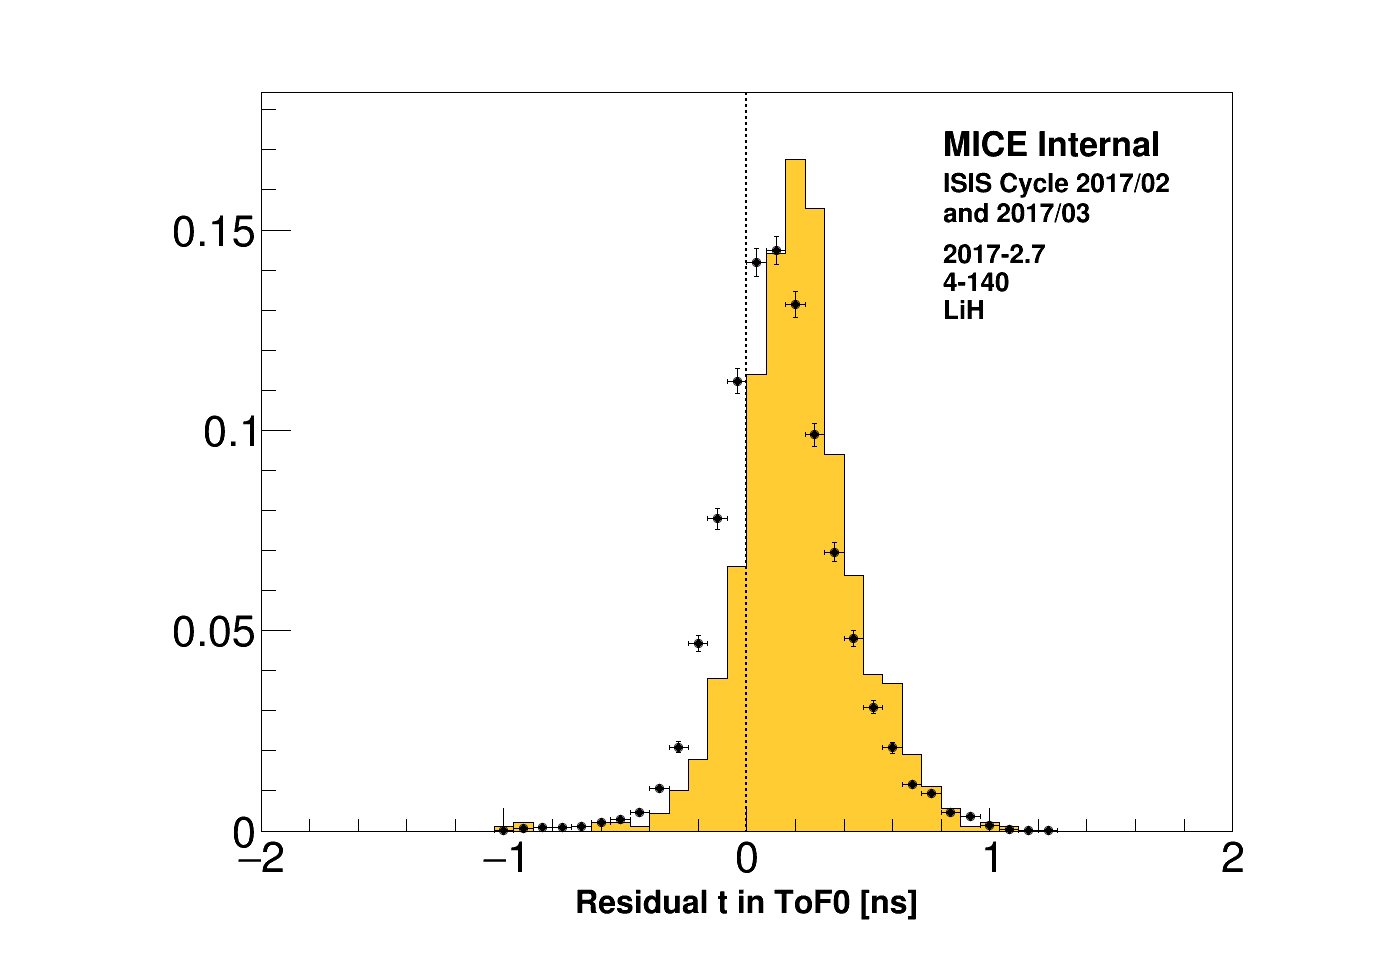 MICE Internal
ISIS Cycle 2017/02
and 2017/03
2017-2.7
4-140
LiH
0.15
0.1
0.05
0
−2
−1
0
1
2
Residual t in ToF0 [ns]